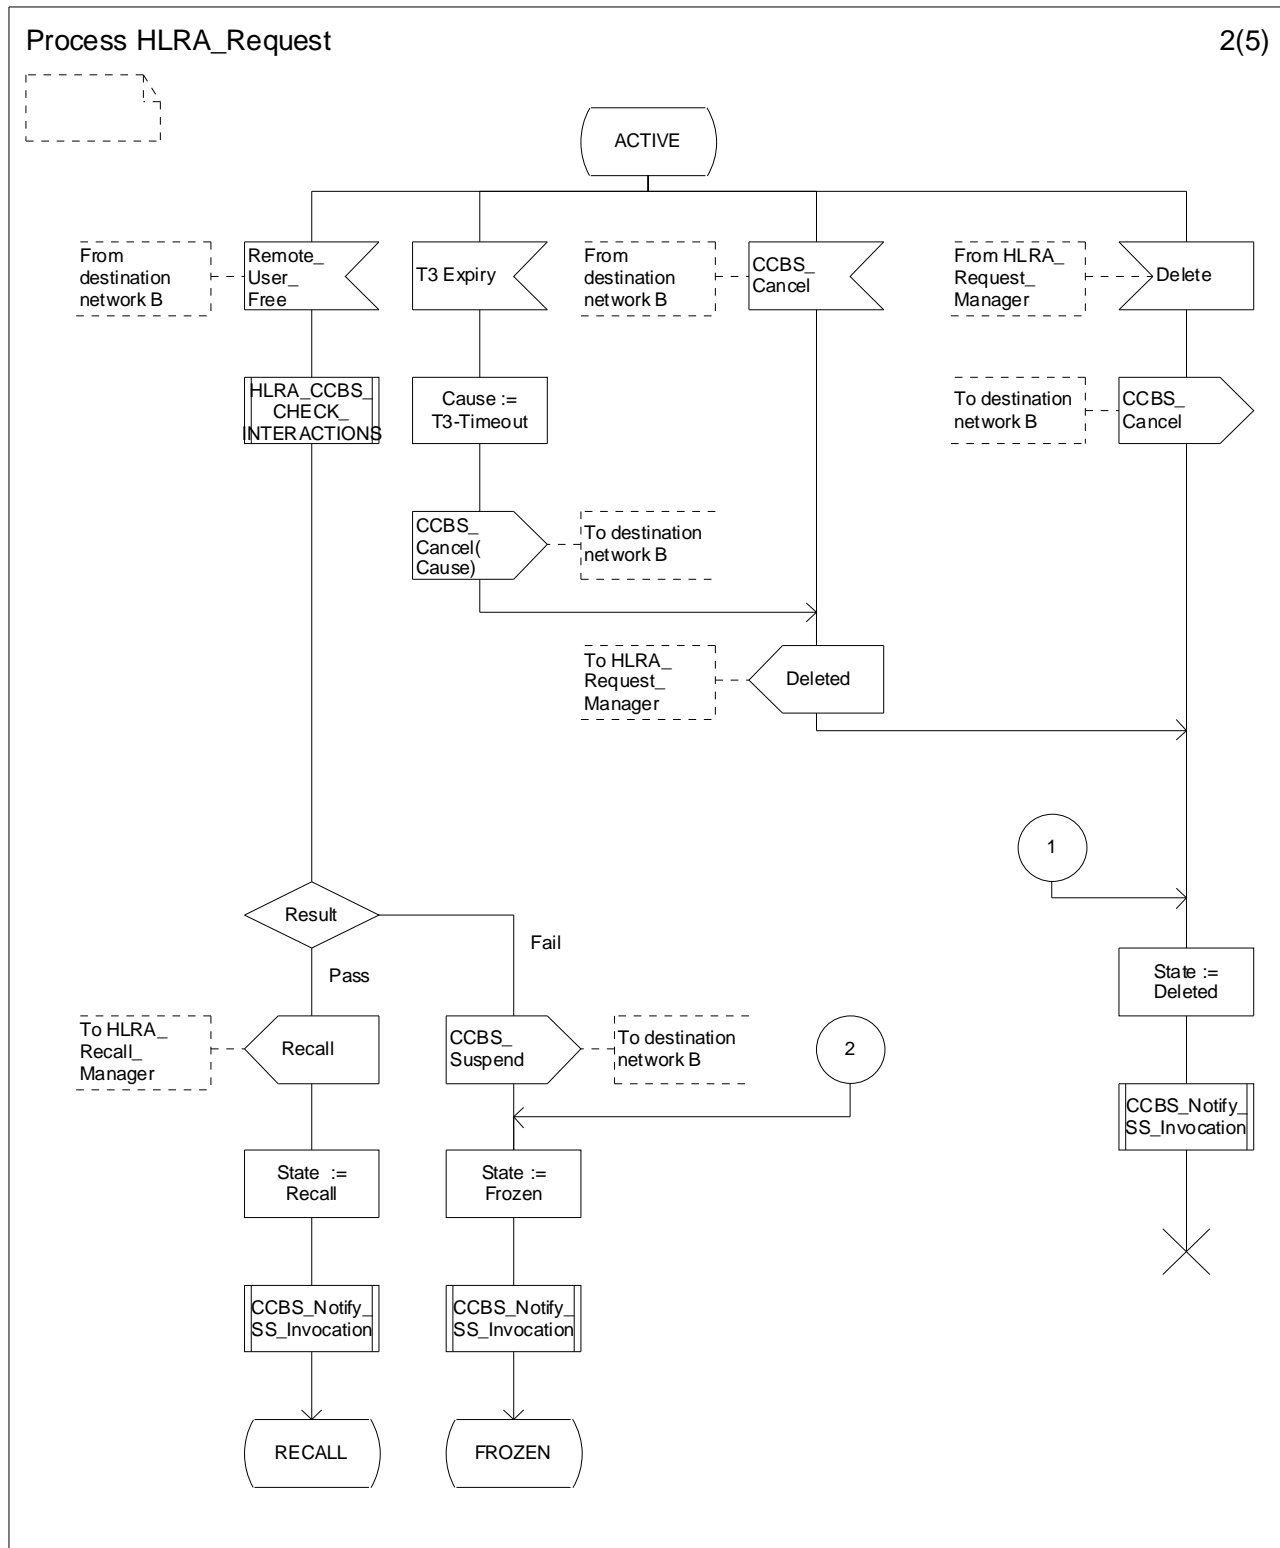 Process HLRA_Request
2(5)
ACTIVE
From
destination
network B
Remote_
User_
Free
T3 Expiry
From
destination
network B
CCBS_
Cancel
From HLRA_
Request_
Manager
Delete
HLRA_CCBS_
CHECK_
INTERACTIONS
Cause :=
T3-Timeout
To destination
network B
CCBS_
Cancel
CCBS_
Cancel(
Cause)
To destination
network B
To HLRA_
Request_
Manager
Deleted
1
Result
Fail
Pass
State :=
Deleted
To HLRA_
Recall_
Manager
Recall
CCBS_
Suspend
To destination
network B
2
CCBS_Notify_
SS_Invocation
State :=
Recall
State :=
Frozen
CCBS_Notify_
SS_Invocation
CCBS_Notify_
SS_Invocation
RECALL
FROZEN